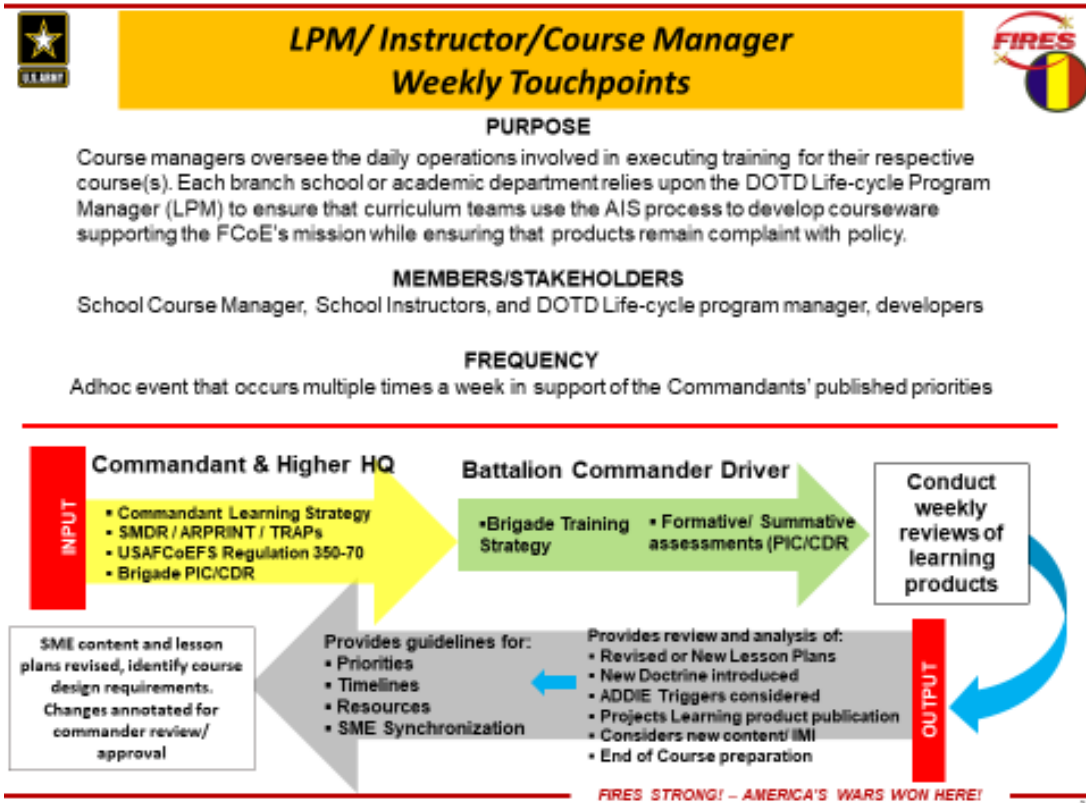 LPM/ Instructor/Course Manager
Weekly Touchpoints
U.S.ARMY
FIRES
PURPOSE
Course managers oversee the daily operations involved in executing training for their respective
course(s). Each branch school or academic department relies upon the DOTD Life-cycle Program
Manager (LPM) to ensure that curriculum teams use the AIS process to develop courseware
supporting the FCoE's mission while ensuring that products remain complaint with policy.
MEMBERS/STAKEHOLDERS
School Course Manager, School Instructors, and DOTD Life-cycle program manager, developers
FREQUENCY
Adhoc event that occurs multiple times a week in support of the Commandants' published priorities
INPUT
Commandant & Higher HQ
▪ Commandant Learning Strategy
▪ SMDR / ARPRINT / TRAPs
▪ USAFCoEFS Regulation 350-70
▪ Brigade PIC/CDR
Battalion Commander Driver
▪Brigade Training
Strategy
▪ Formative/ Summative
assessments (PIC/CDR
Conduct
weekly
reviews of
learning
products
OUTPUT
Provides review and analysis of:
▪ Revised or New Lesson Plans
▪ New Doctrine introduced
▪ ADDIE Triggers considered
▪ Projects Learning product publication
▪ Considers new content/ IMI
▪ End of Course preparation
Provides guidelines for:
▪ Priorities
▪ Timelines
▪ Resources
▪ SME Synchronization
SME content and lesson
plans revised, identify course
design requirements.
Changes annotated for
commander review/
approval
FIRES STRONG! – AMERICA'S WARS WON HERE!